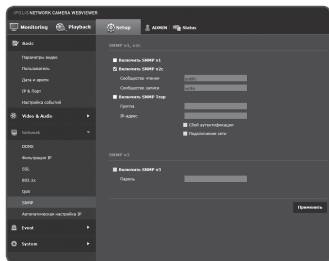 iPOLiS NETWORK CAMERA WEBVIEWER
Monitoring Playback Setup ADMIN Status
Basic
Параметры видео
Пользователь
Дата и время
IP & Порт
Настройка событий
Video & Audio
Network
DDNS
Фильтрация IP
SSL
802.1x
QoS
SNMP
Автоматическая настройка IP
Event
System
SNMP v1, v2c
Включить SNMP v1
Включить SNMP v2c
Сообщество чтения public
Сообщество записи write
Включить SNMP Trap
Группа
IP-адрес
Сбой аутентификации
Подключение сети
SNMP v3
Включить SNMP v3
Пароль
Применить